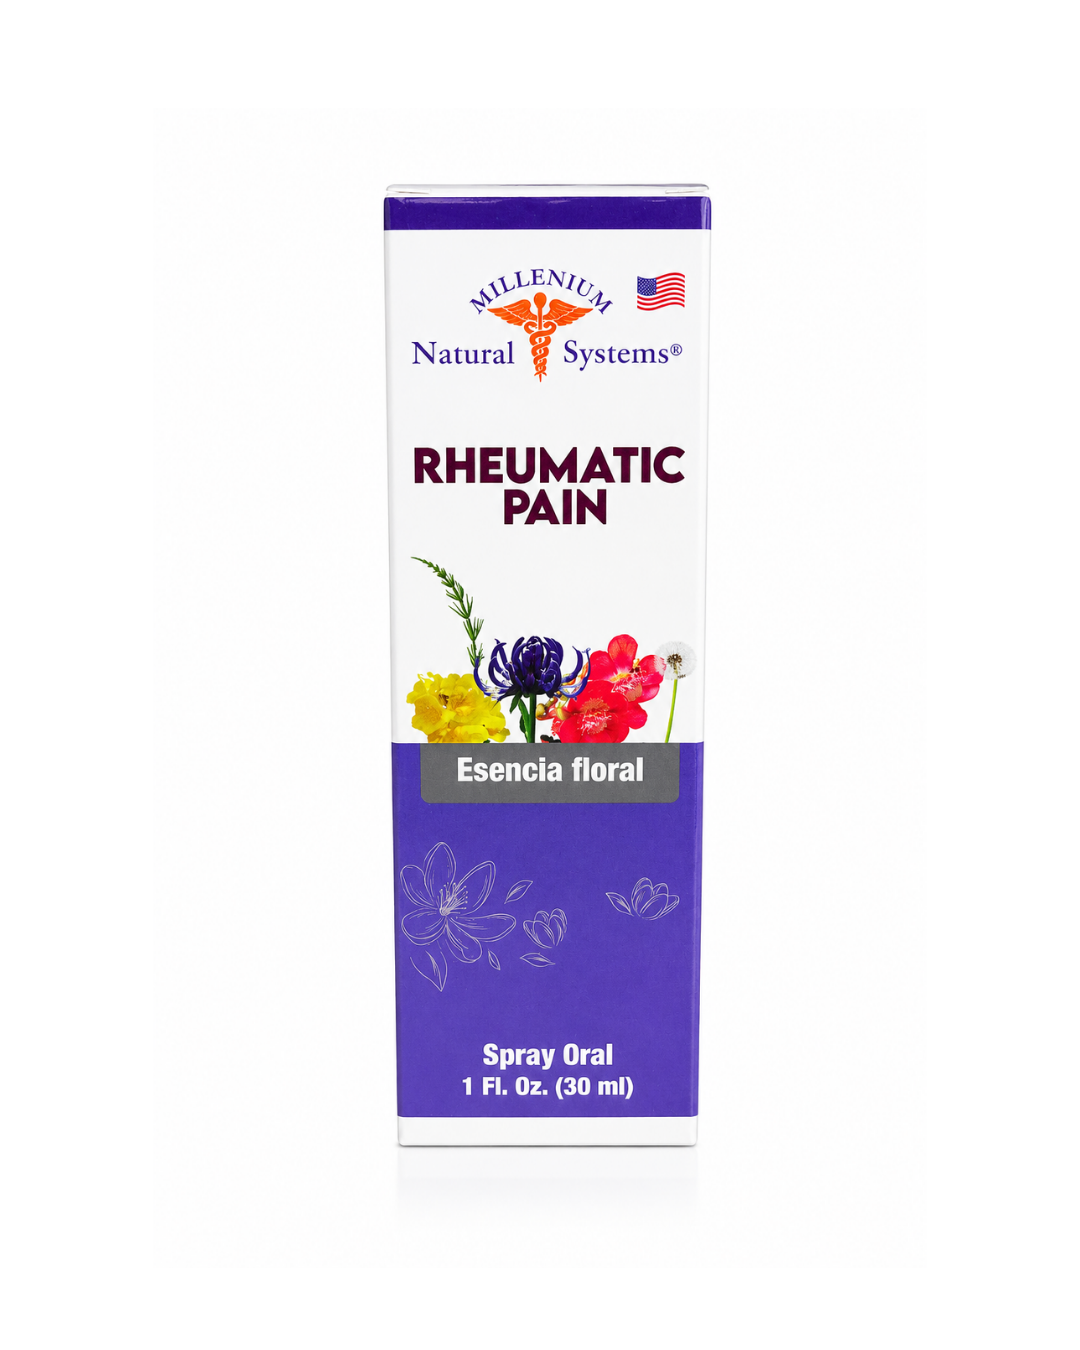 MILLENIUM
Natural Systems®
RHEUMATIC
PAIN
Esencia floral
Spray Oral
1 Fl. Oz. (30 ml)